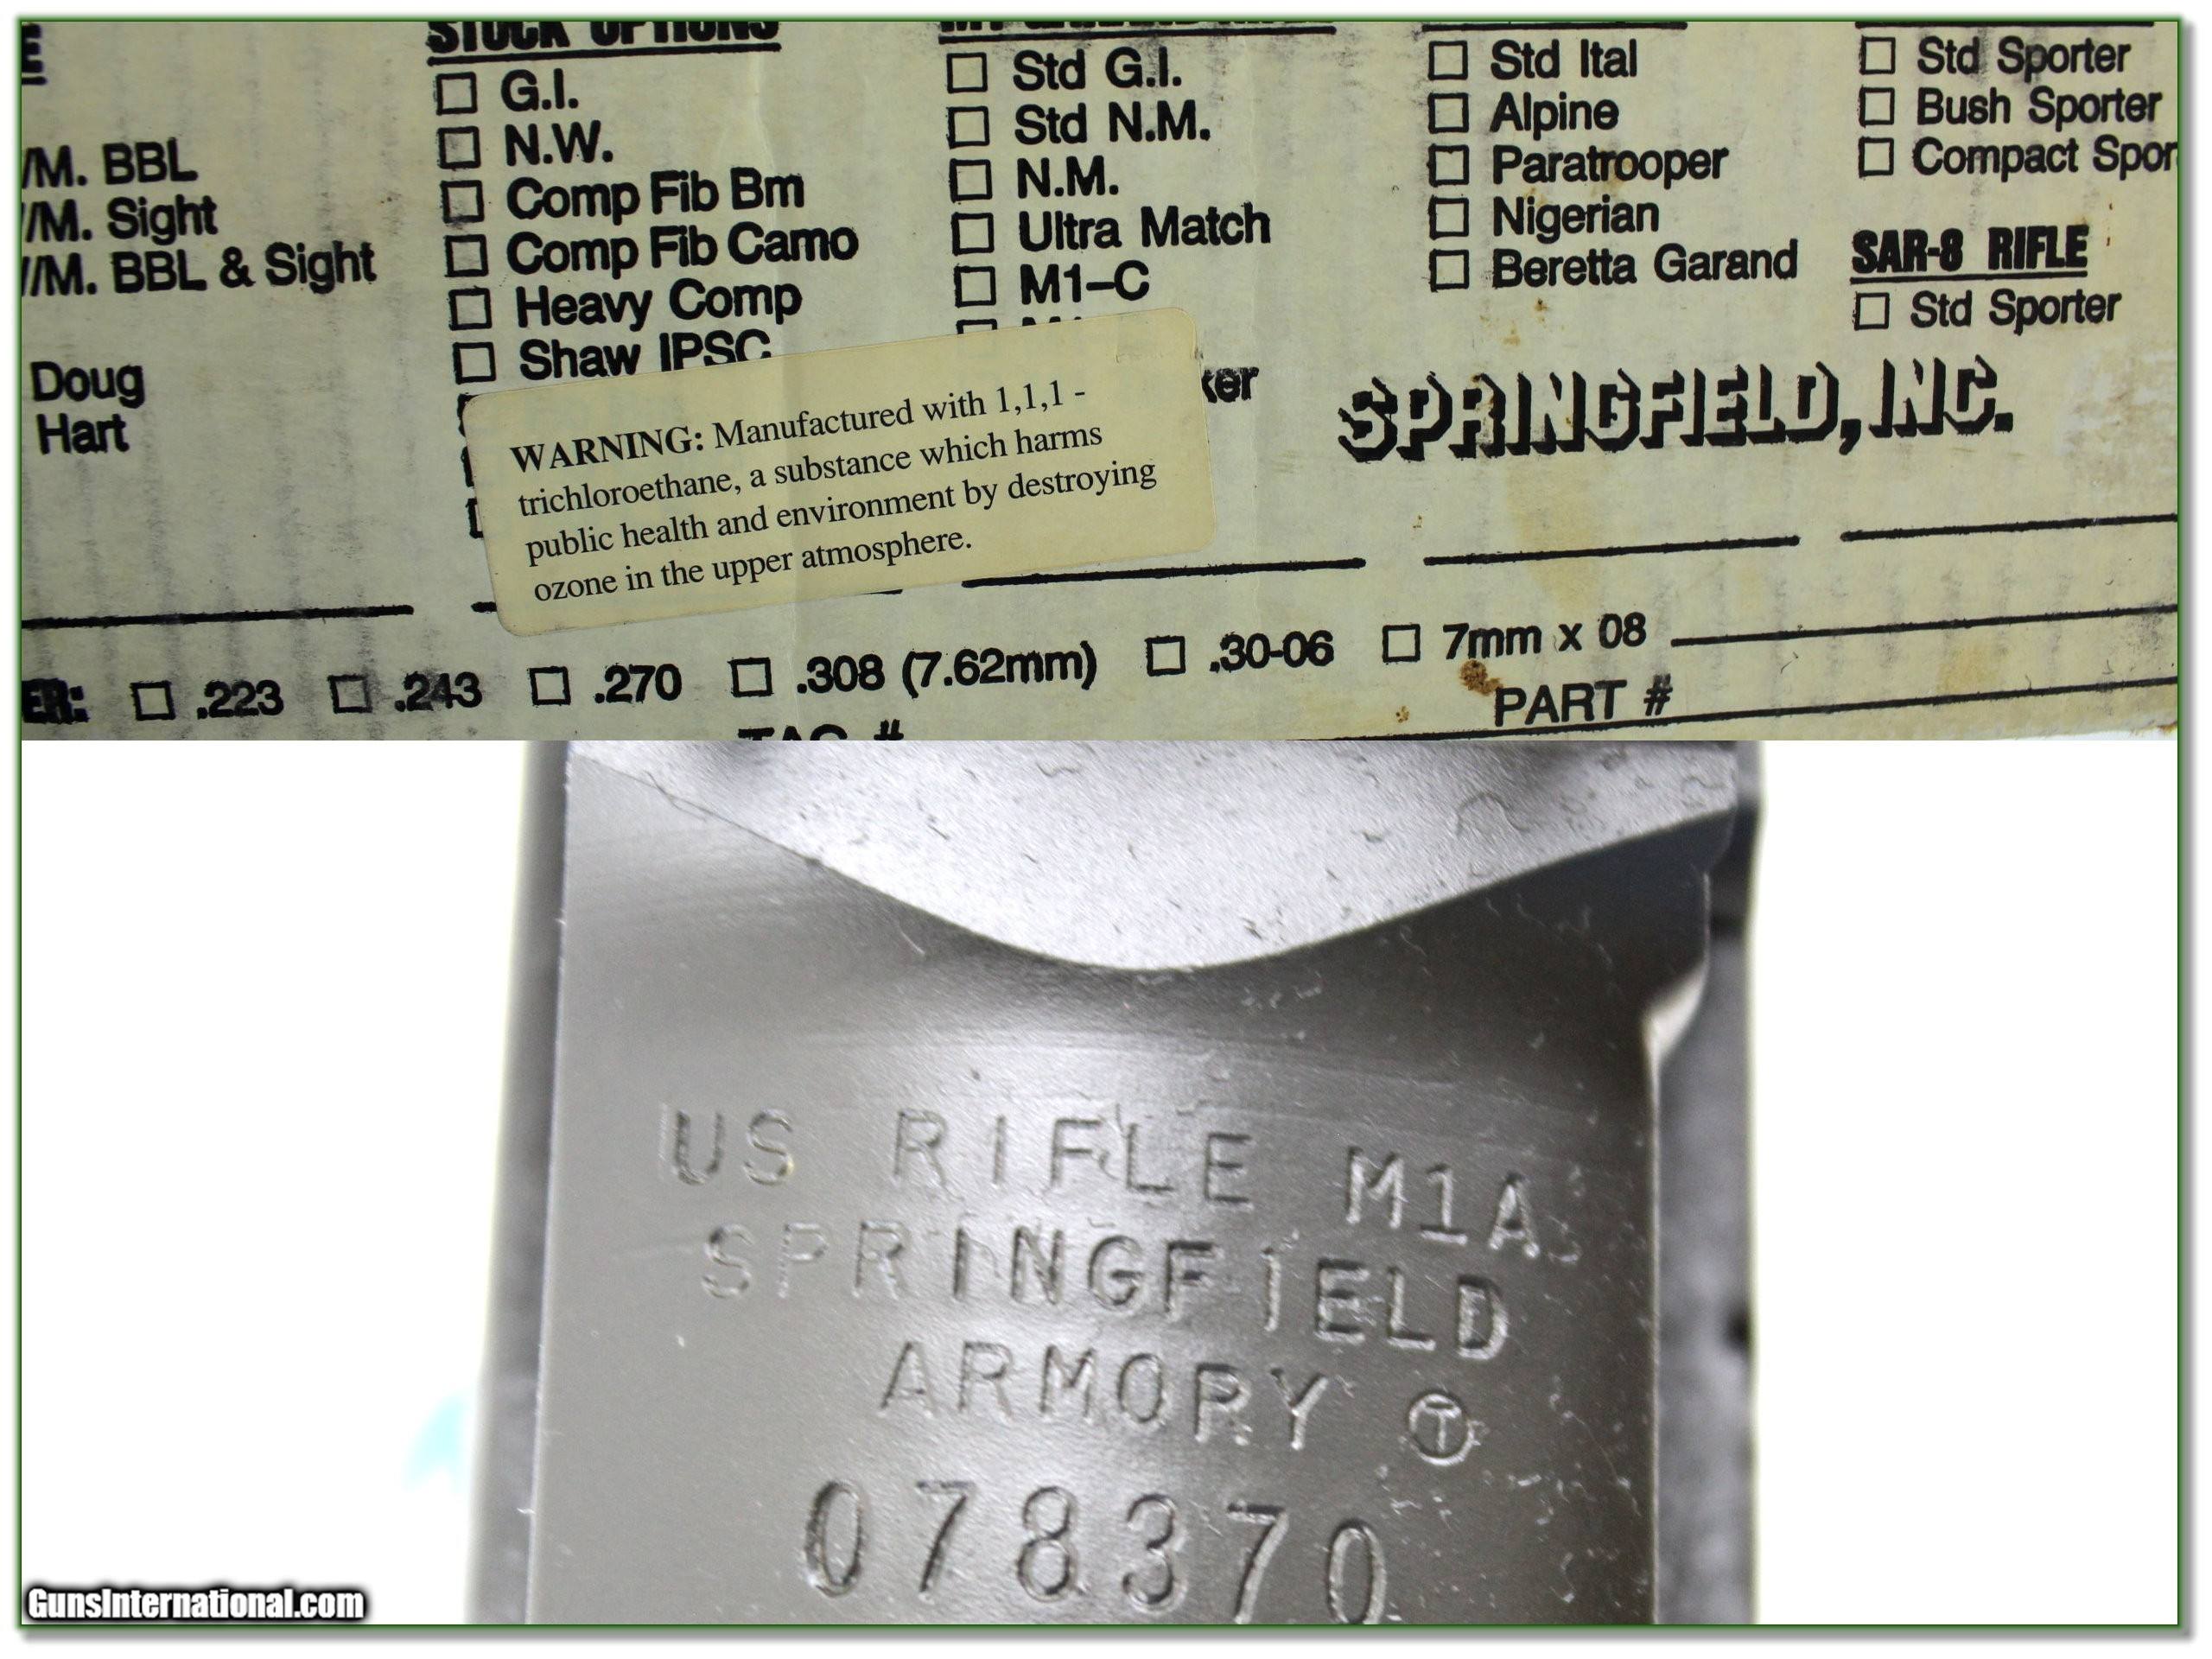 STOCK OPTIONS
/M. BBL
//M. Sight
//M. BBL & Sight
Doug
Hart
G.I.
N.W.
Comp Fib Bm
Comp Fib Camo
Heavy Comp
Shaw IPSC
Std G.I.
Std N.M.
N.M.
Ultra Match
M1-C
Std Ital
Alpine
Paratrooper
Nigerian
Beretta Garand
Std Sporter
Bush Sporter
Compact Spor
SAR-8 RIFLE
Std Sporter
SPRINGFIELD, INC.
WARNING: Manufactured with 1,1,1 -
trichloroethane, a substance which harms
public health and environment by destroying
ozone in the upper atmosphere.
ER: .223 .243 .270 .308 (7.62mm) .30-06 7mm x 08
TAG # PART #
US RIFLE M1A
SPRINGFIELD
ARMORY T
078370
GunsInternational.com